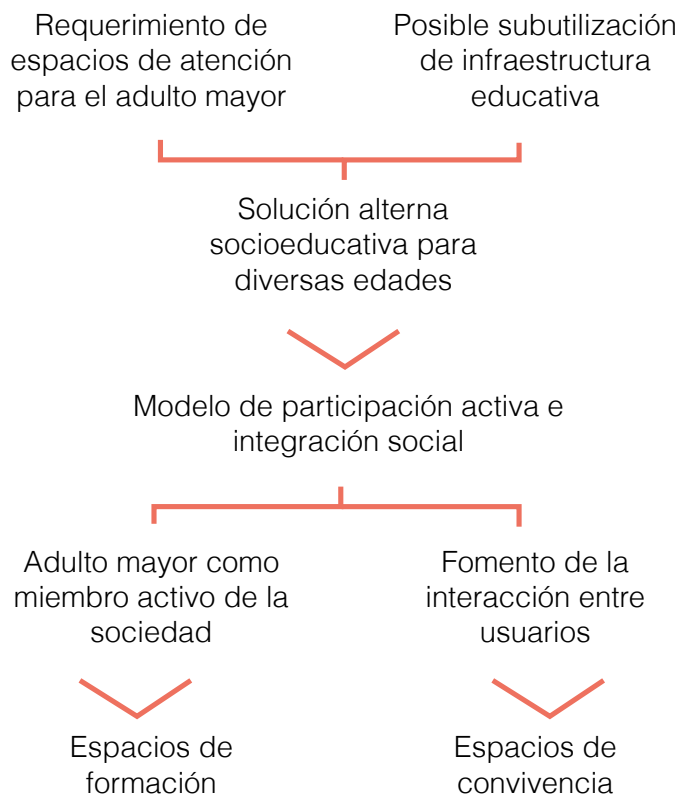 Requerimiento de
espacios de atención
para el adulto mayor
Posible subutilización
de infraestructura
educativa
Solución alterna
socioeducativa para
diversas edades
Modelo de participación activa e
integración social
Adulto mayor como
miembro activo de la
sociedad
Fomento de la
interacción entre
usuarios
Espacios de
formación
Espacios de
convivencia